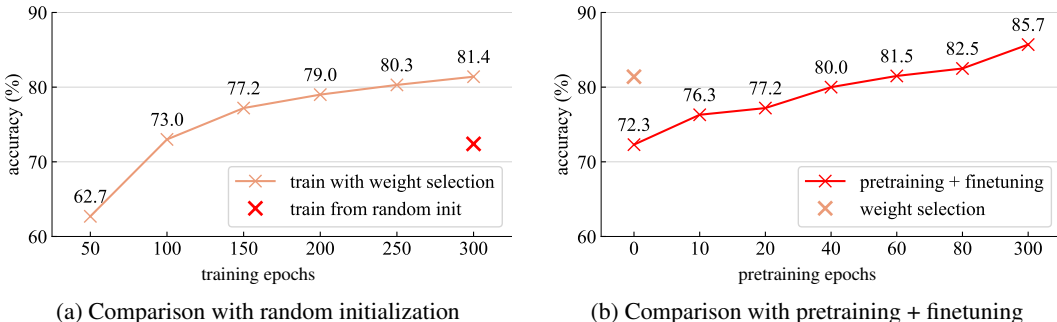 90
80
70
60
accuracy (%)
62.7
73.0
77.2
79.0
80.3
81.4
train with weight selection
train from random init
50 100 150 200 250 300
training epochs
(a) Comparison with random initialization
90
80
70
60
accuracy (%)
72.3
76.3
77.2
80.0
81.5
82.5
85.7
pretraining + finetuning
weight selection
0 10 20 40 60 80 300
pretraining epochs
(b) Comparison with pretraining + finetuning